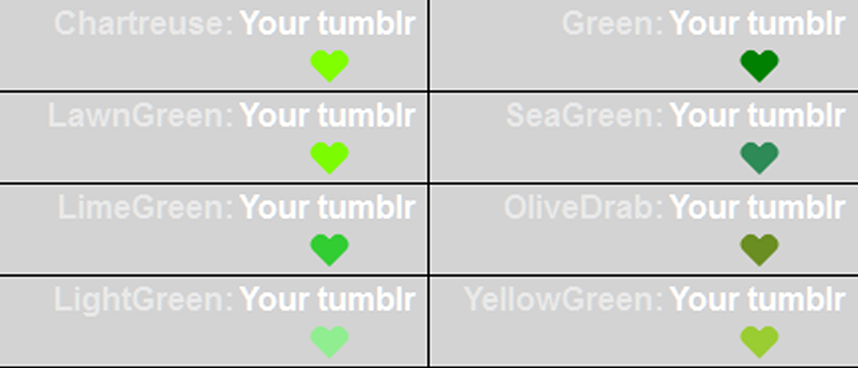 Chartreuse: Your tumblr
Green: Your tumblr
LawnGreen: Your tumblr
SeaGreen: Your tumblr
LimeGreen: Your tumblr
OliveDrab: Your tumblr
LightGreen: Your tumblr
YellowGreen: Your tumblr